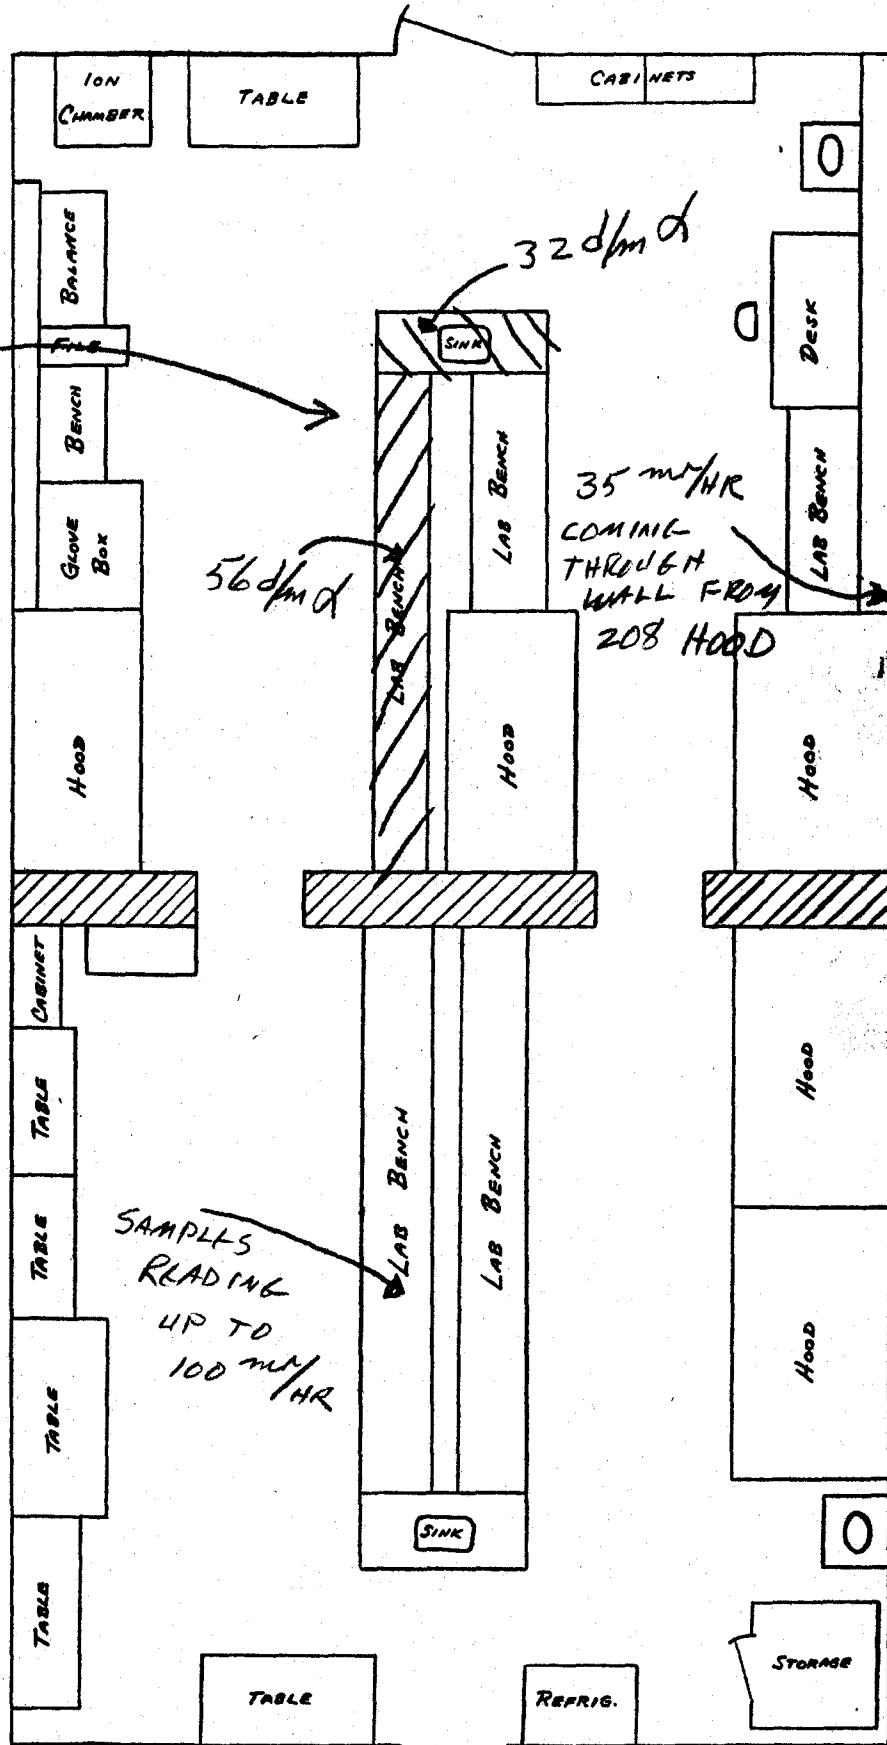 ION
CHAMBER
TABLE
CABINETS
BALANCE
FILE
BENCH
GLOVE
BOX
HOOD
32 d/m α
SINK
LAB BENCH
LAB BENCH
56 d/m α
HOOD
DESK
LAB BENCH
35 mr/HR
COMING
THROUGH
WALL FROM
208 HOOD
HOOD
CABINET
TABLE
TABLE
TABLE
TABLE
SAMPLES
READING
UP TO
100 mr/HR
LAB BENCH
LAB BENCH
SINK
HOOD
HOOD
TABLE
REFRIG.
STORAGE